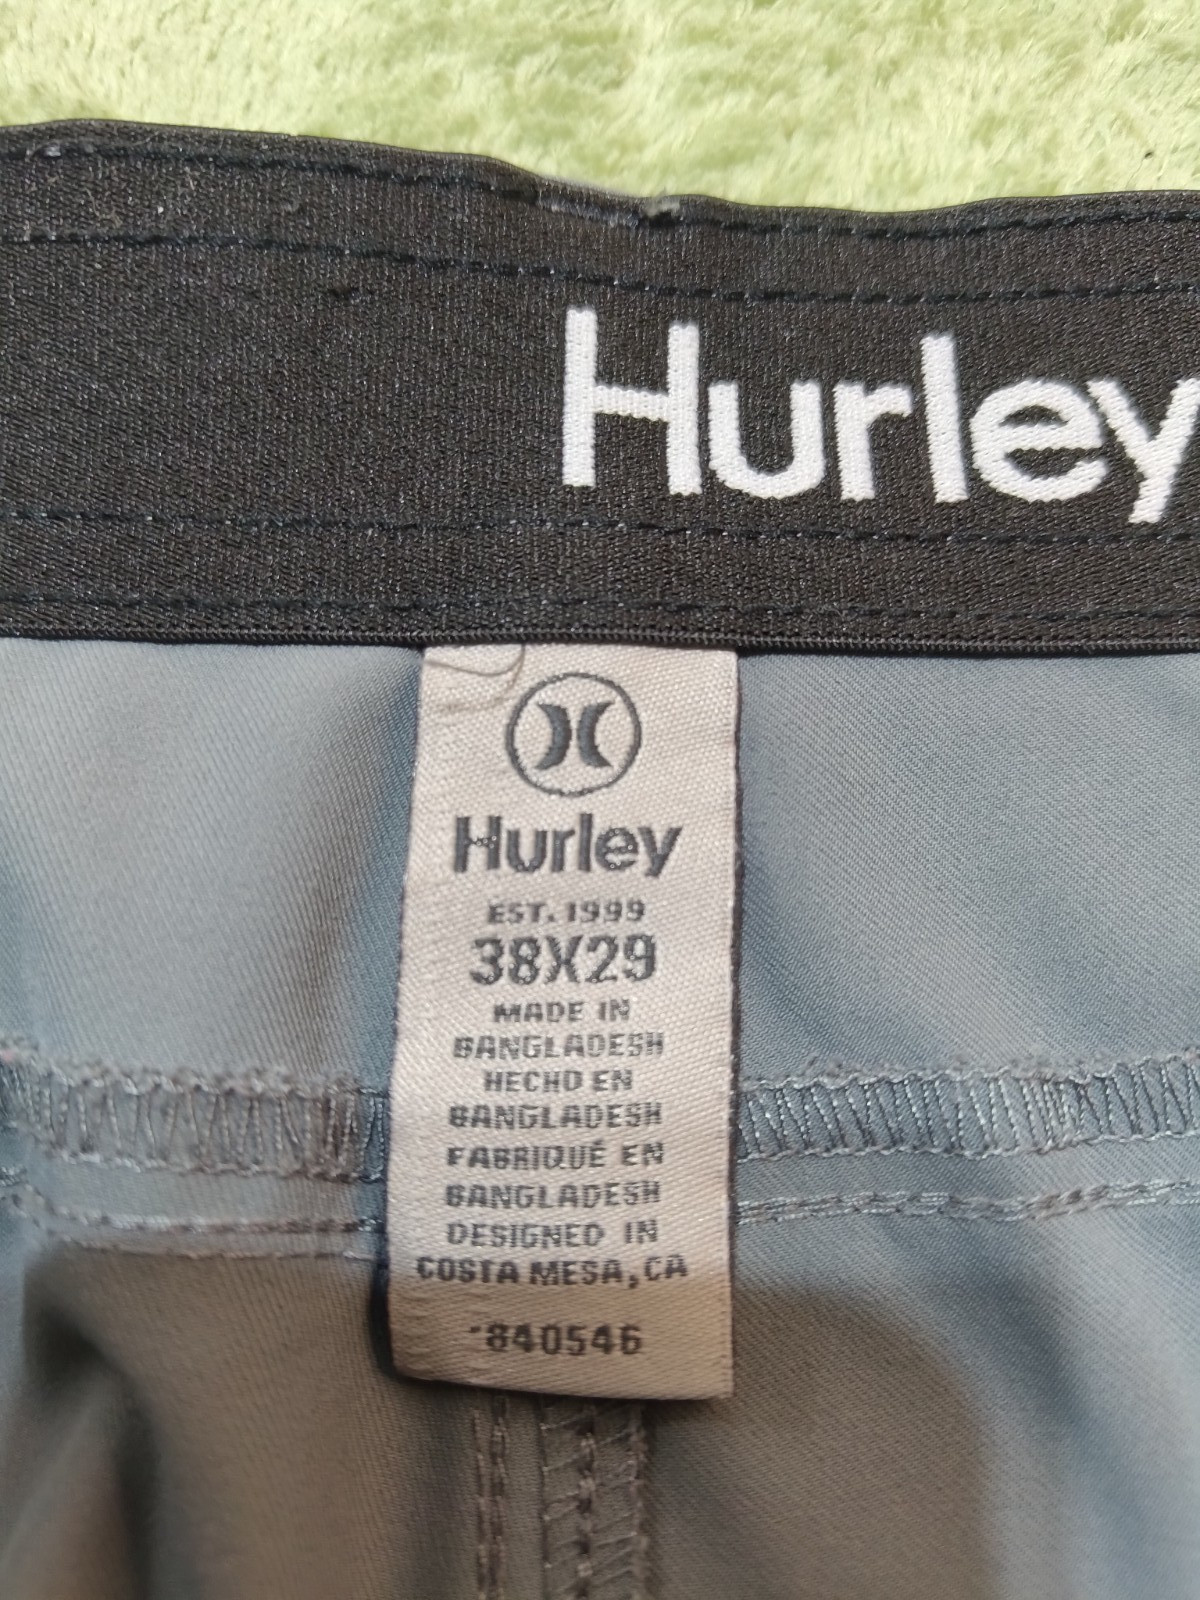 Hurley
Hurley
EST. 1999
38X29
MADE IN
BANGLADESH
HECHO EN
BANGLADESH
FABRIQUÉ EN
BANGLADESH
DESIGNED IN
COSTA MESA, CA
-840546